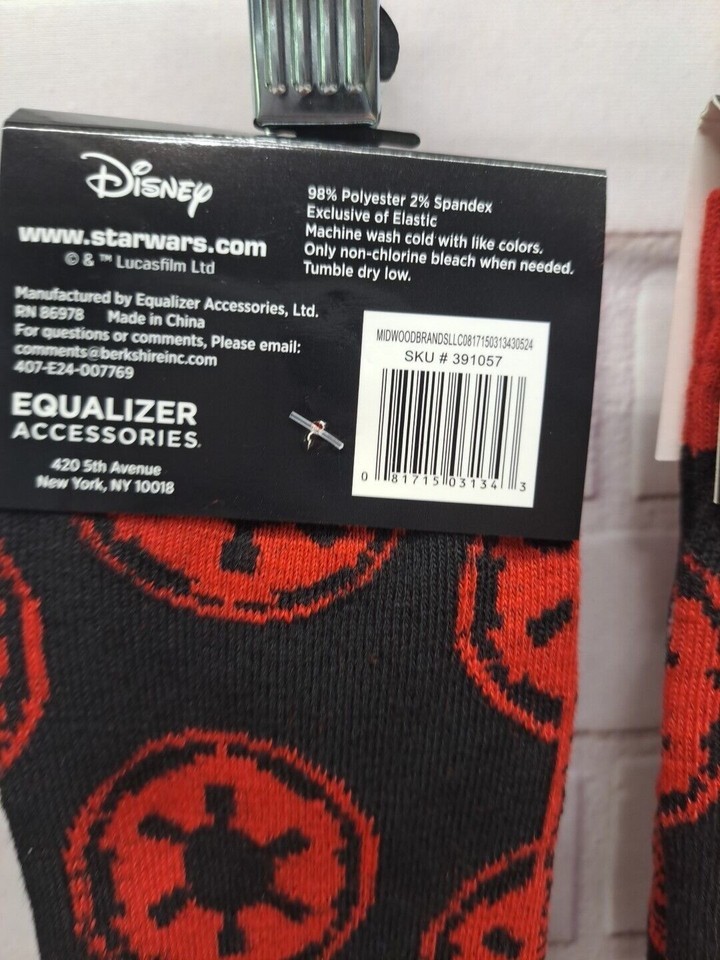 Disney
www.starwars.com
© & ™ Lucasfilm Ltd
Manufactured by Equalizer Accessories, Ltd.
RN 86978 Made in China
For questions or comments, Please email:
comments@berkshireinc.com
407-E24-007769
EQUALIZER
ACCESSORIES
420 5th Avenue
New York, NY 10018
98% Polyester 2% Spandex
Exclusive of Elastic
Machine wash cold with like colors.
Only non-chlorine bleach when needed.
Tumble dry low.
MIDWOODBRANDSLLC0817150313430524
SKU # 391057
0 81715 03134 3